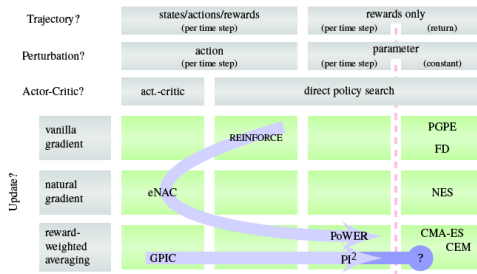 Trajectory? states/actions/rewards rewards only
(per time step) (per time step) (return)
Perturbation? action parameter
(per time step) (per time step) (constant)
Actor-Critic? act.-critic direct policy search
Update?
vanilla
gradient
REINFORCE
PGPE
FD
natural
gradient
eNAC
NES
reward-
weighted
averaging
PoWER
CMA-ES
CEM
GPIC
PI2
?